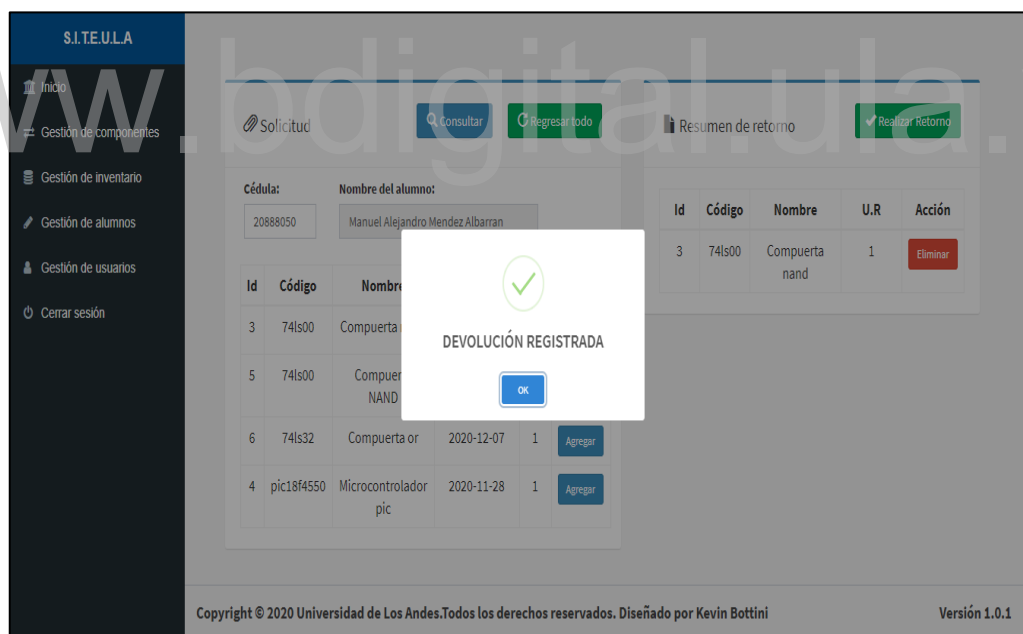 S.I.T.E.U.L.A
Inicio
Gestión de componentes
Gestión de inventario
Gestión de alumnos
Gestión de usuarios
Cerrar sesión
www.bdigital.ula.
Solicitud
Consultar
Regresar todo
Cédula: Nombre del alumno:
20888050 Manuel Alejandro Mendez Albarran
Id Código
3 74ls00 Compuerta
5 74ls00
NAND
6 74ls32 Compuerta or 2020-12-07 1 Agregar
4 pic18f4550 Microcontrolador pic 2020-11-28 1 Agregar
Resumen de retorno
Realizar Retorno
Id Código Nombre U.R Acción
3 74ls00 Compuerta nand 1 Eliminar
DEVOLUCIÓN REGISTRADA
OK
Copyright © 2020 Universidad de Los Andes.Todos los derechos reservados. Diseñado por Kevin Bottini
Versión 1.0.1